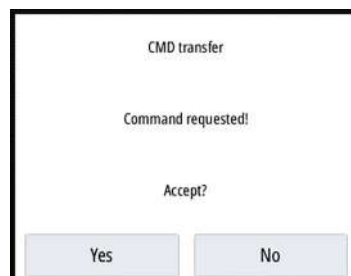 CMD transfer
Command requested!
Accept?
Yes No